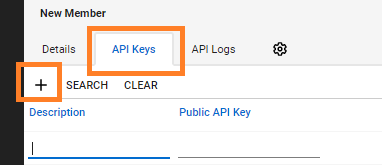 New Member
Details API Keys API Logs
+ SEARCH CLEAR
Description Public API Key